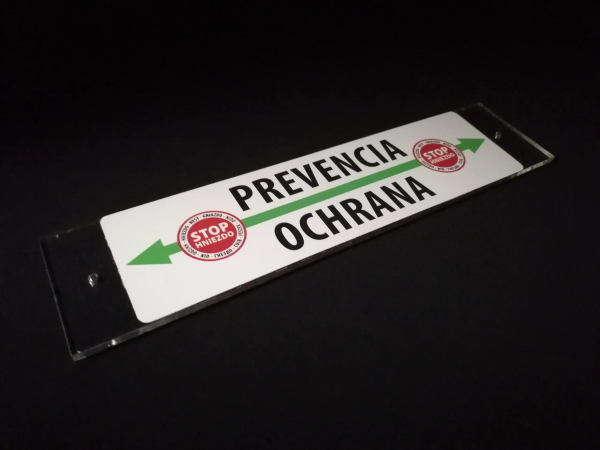 PREVENCIA
STOP
HNIEZDO
OCHRANA
STOP
HNIEZDO